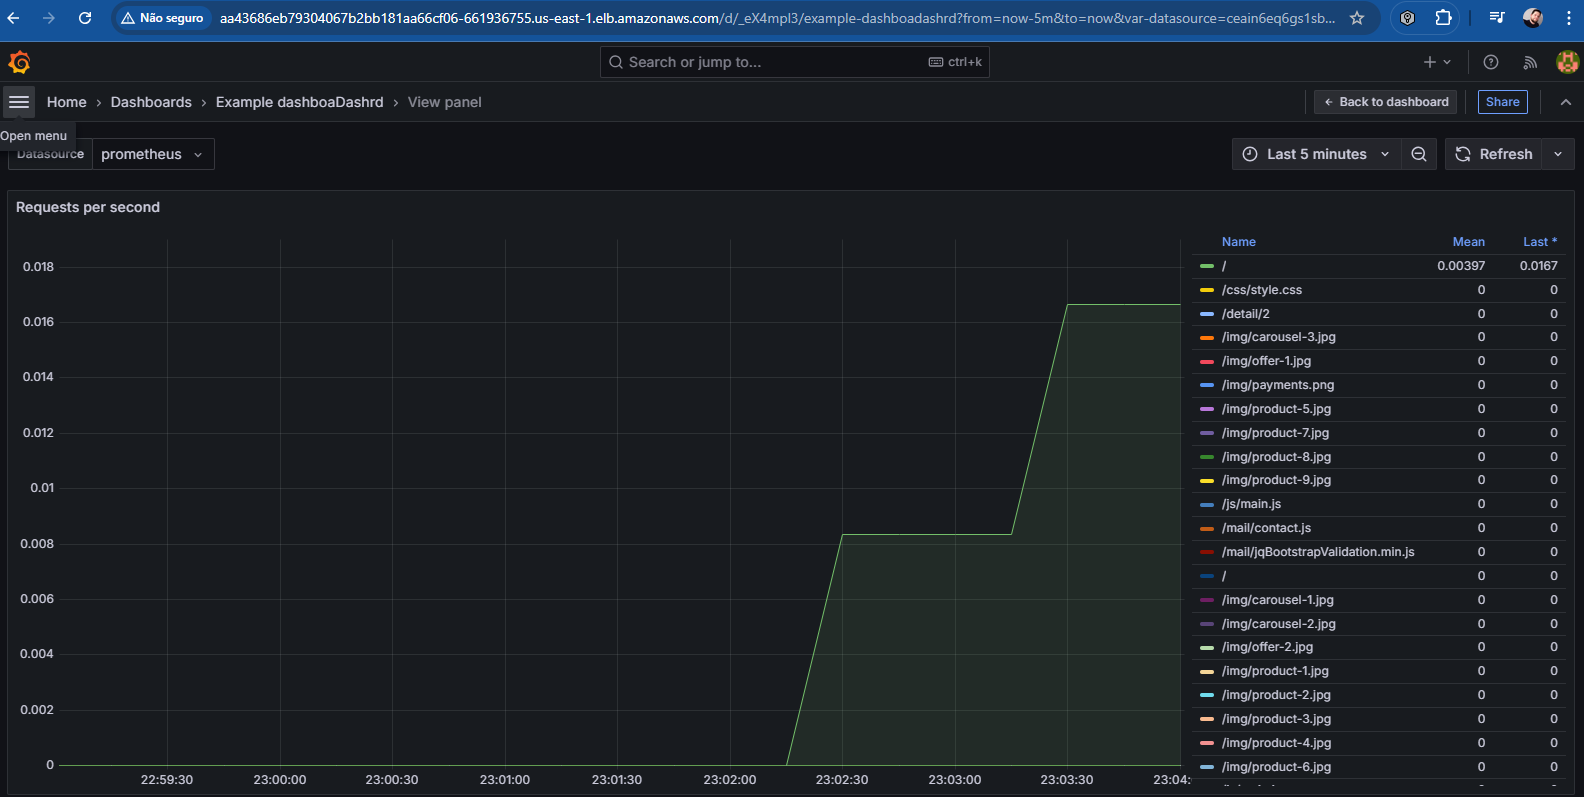 Não seguro
aa43686eb79304067b2bb181aa66cf06-661936755.us-east-1.elb.amazonaws.com/d/_eX4mpl3/example-dashboadashrd?from=now-5m&to=now&var-datasource=ceain6eq6gs1sb...
Search or jump to...
ctrl+k
Home › Dashboards › Example dashboaDashrd › View panel
Back to dashboard
Share
Open menu
Datasource
prometheus
Last 5 minutes
Refresh
Requests per second
0.018
0.016
0.014
0.012
0.01
0.008
0.006
0.004
0.002
0
22:59:30 23:00:00 23:00:30 23:01:00 23:01:30 23:02:00 23:02:30 23:03:00 23:03:30 23:04:
Name Mean Last *
/ 0.00397 0.0167
/css/style.css 0 0
/detail/2 0 0
/img/carousel-3.jpg 0 0
/img/offer-1.jpg 0 0
/img/payments.png 0 0
/img/product-5.jpg 0 0
/img/product-7.jpg 0 0
/img/product-8.jpg 0 0
/img/product-9.jpg 0 0
/js/main.js 0 0
/mail/contact.js 0 0
/mail/jqBootstrapValidation.min.js 0 0
/ 0 0
/img/carousel-1.jpg 0 0
/img/carousel-2.jpg 0 0
/img/offer-2.jpg 0 0
/img/product-1.jpg 0 0
/img/product-2.jpg 0 0
/img/product-3.jpg 0 0
/img/product-4.jpg 0 0
/img/product-6.jpg 0 0